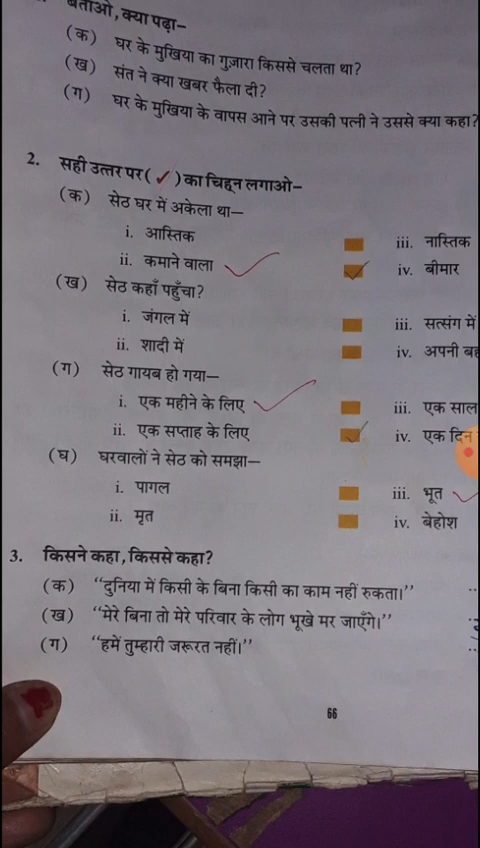 बताओ, क्या पढ़ा–
(क) घर के मुखिया का गुज़ारा किससे चलता था?
(ख) संत ने क्या खबर फैला दी?
(ग) घर के मुखिया के वापस आने पर उसकी पत्नी ने उससे क्या कहा?
2. सही उत्तर पर (✓) का चिह्न लगाओ–
(क) सेठ घर में अकेला था—
i. आस्तिक iii. नास्तिक
ii. कमाने वाला iv. बीमार
(ख) सेठ कहाँ पहुँचा?
i. जंगल में iii. सत्संग में
ii. शादी में iv. अपनी
(ग) सेठ गायब हो गया—
i. एक महीने के लिए iii. एक साल
ii. एक सप्ताह के लिए iv. एक दिन
(घ) घरवालों ने सेठ को समझा—
i. पागल iii. भूत
ii. मृत iv. बेहोश
3. किसने कहा, किससे कहा?
(क) “दुनिया में किसी के बिना किसी का काम नहीं रुकता।”
(ख) “मेरे बिना तो मेरे परिवार के लोग भूखे मर जाएँगे।”
(ग) “हमें तुम्हारी जरूरत नहीं।”
66